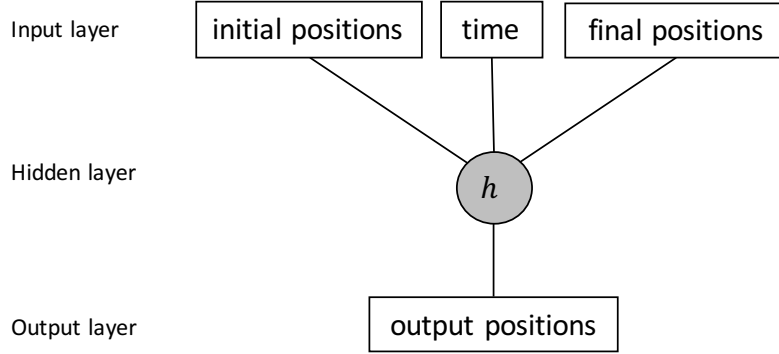 Input layer
initial positions
time
final positions
Hidden layer
h
Output layer
output positions